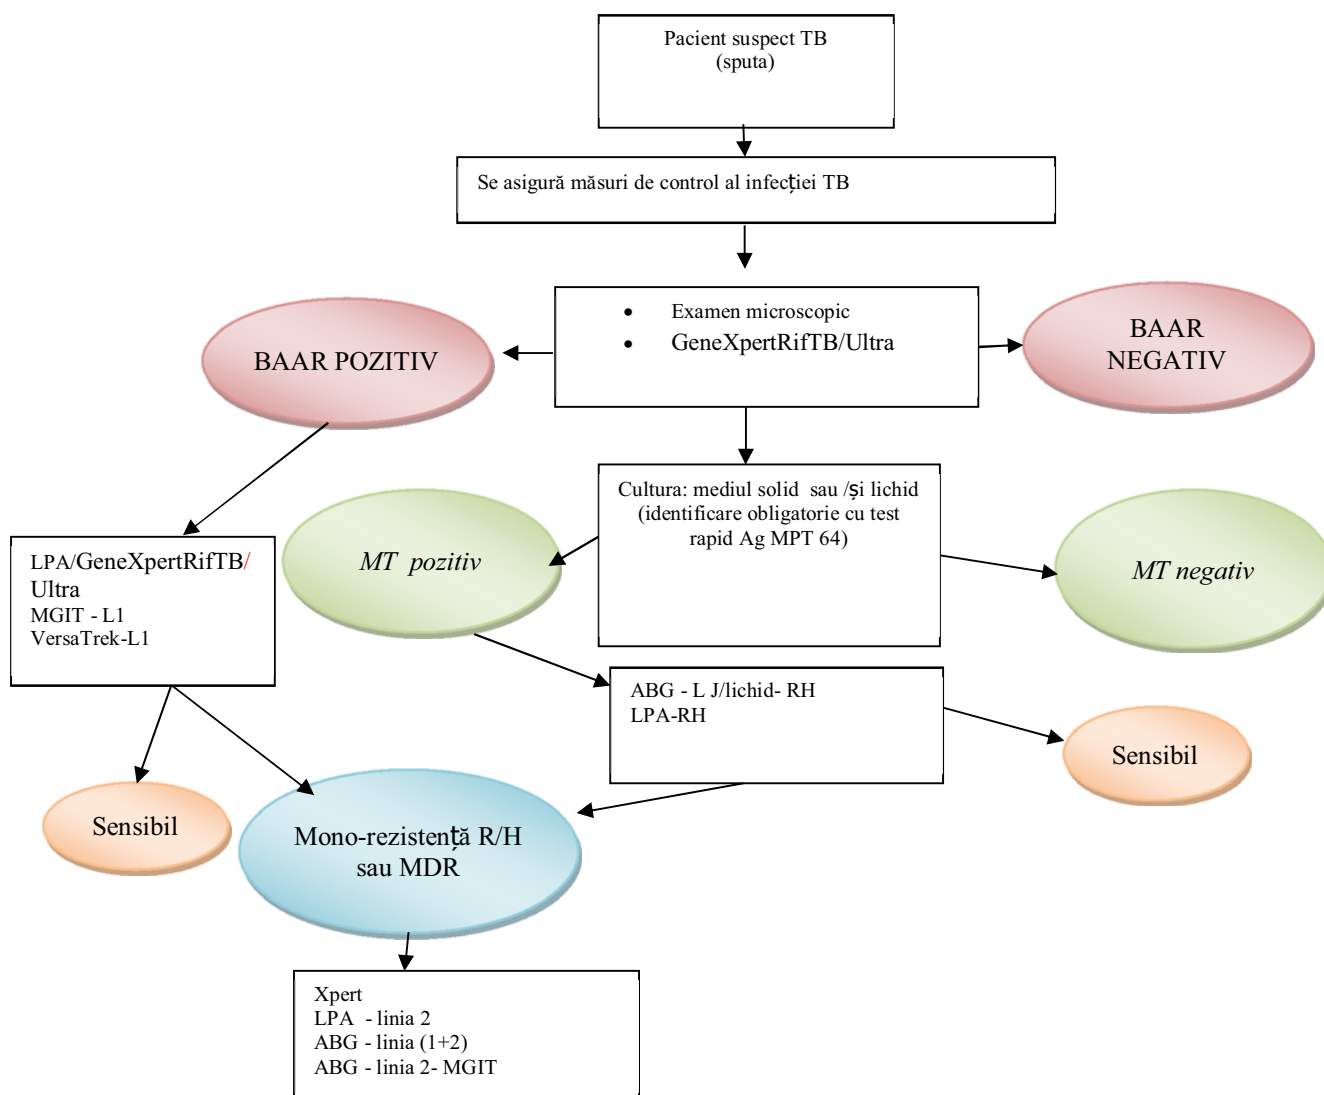 Pacient suspect TB
(sputa)
Se asigură măsuri de control al infecției TB
• Examen microscopic
• GeneXpertRifTB/Ultra
BAAR POZITIV
BAAR
NEGATIV
Cultura: mediul solid sau /și lichid
(identificare obligatorie cu test
rapid Ag MPT 64)
MT pozitiv
MT negativ
LPA/GeneXpertRifTB/
Ultra
MGIT - L1
VersaTrek-L1
ABG - L J/lichid- RH
LPA-RH
Sensibil
Sensibil
Mono-rezistență R/H
sau MDR
Xpert
LPA - linia 2
ABG - linia (1+2)
ABG - linia 2- MGIT